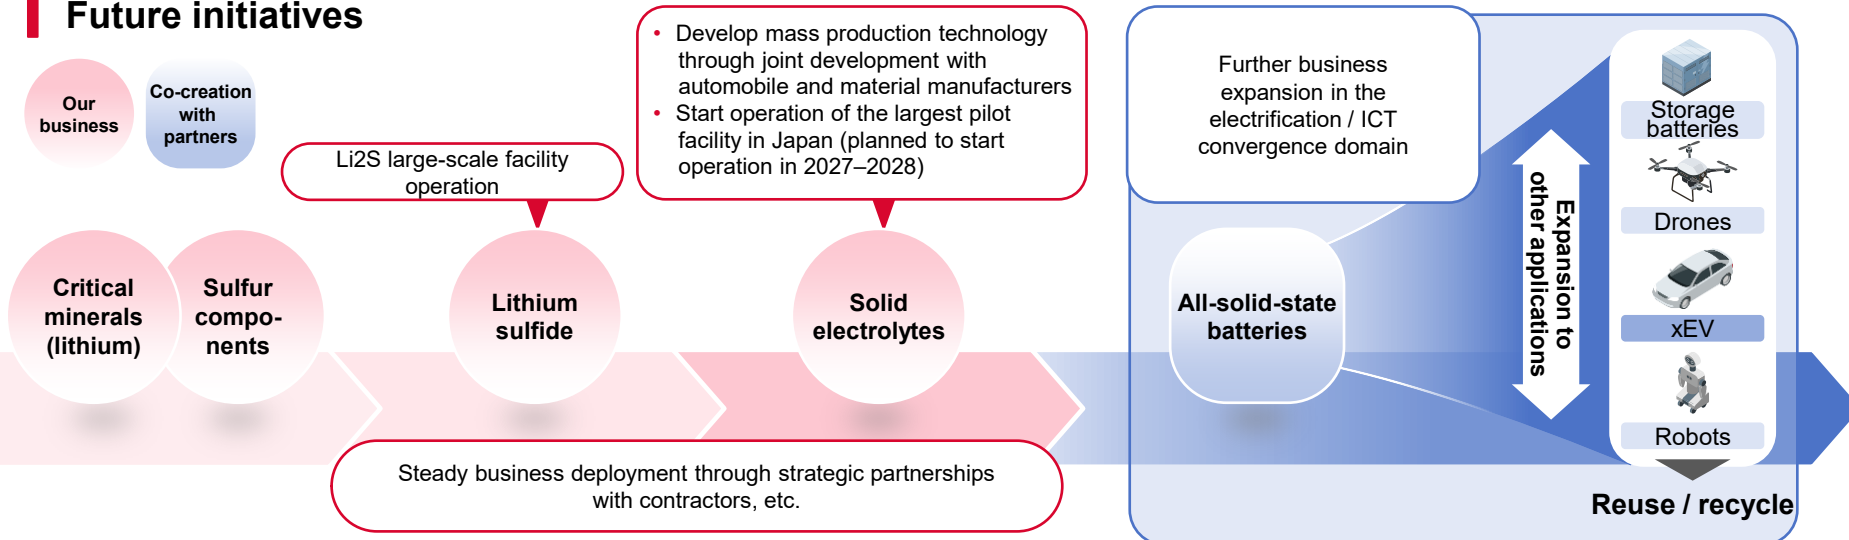 Future initiatives
Our
business
Co-creation
with
partners
Li2S large-scale facility
operation
• Develop mass production technology
through joint development with
automobile and material manufacturers
• Start operation of the largest pilot
facility in Japan (planned to start
operation in 2027–2028)
Further business
expansion in the
electrification / ICT
convergence domain
Critical
minerals
(lithium)
Sulfur
compo-
nents
Lithium
sulfide
Solid
electrolytes
All-solid-state
batteries
Expansion to
other applications
Storage
batteries
Drones
xEV
Robots
Reuse / recycle
Steady business deployment through strategic partnerships
with contractors, etc.